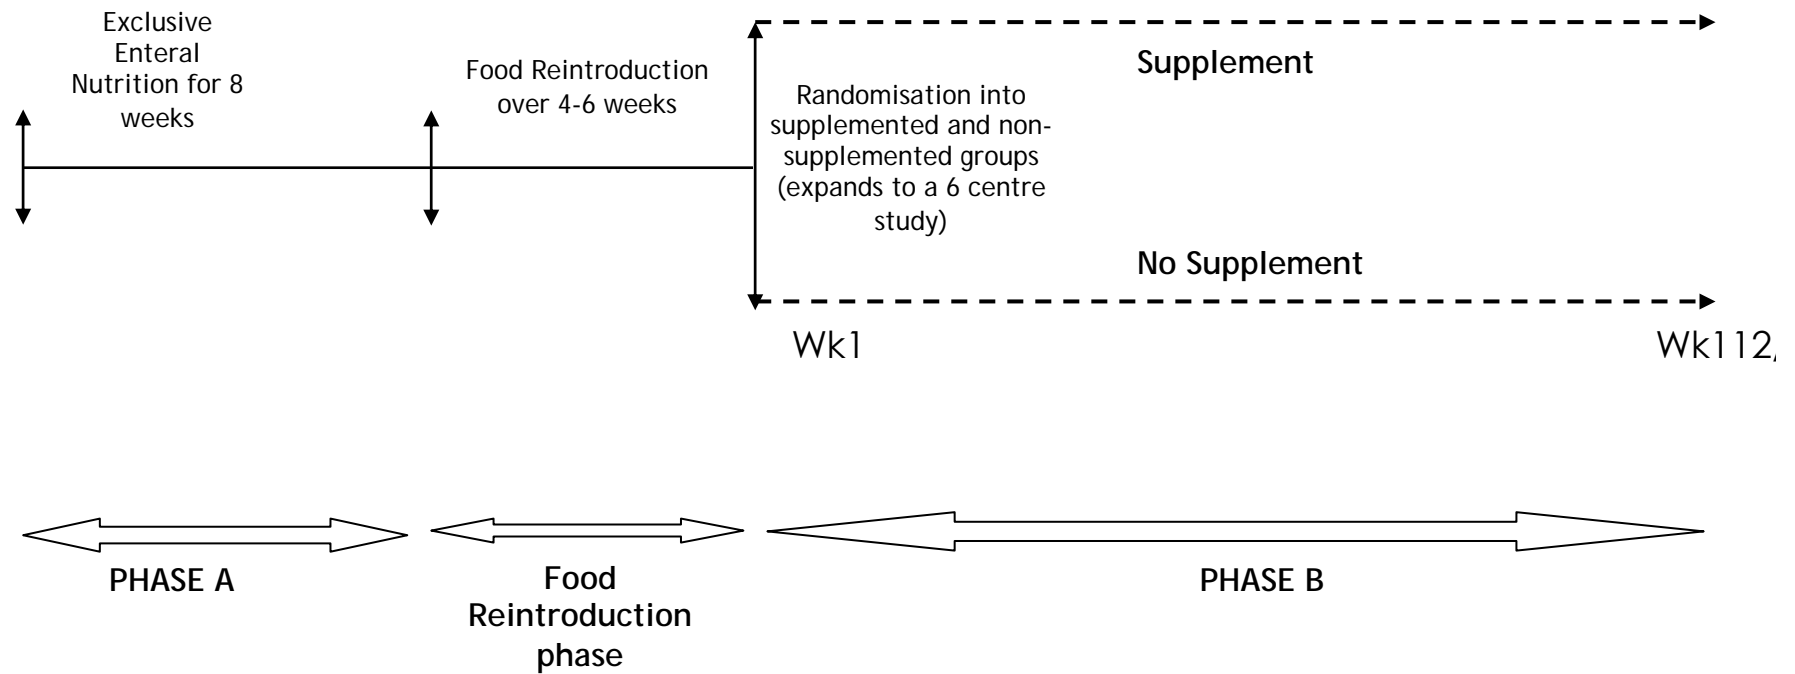 Exclusive
Enteral
Nutrition for 8
weeks
Food Reintroduction
over 4-6 weeks
Supplement
Randomisation into
supplemented and non-
supplemented groups
(expands to a 6 centre
study)
No Supplement
Wk1
Wk112,
PHASE A
Food
Reintroduction
phase
PHASE B